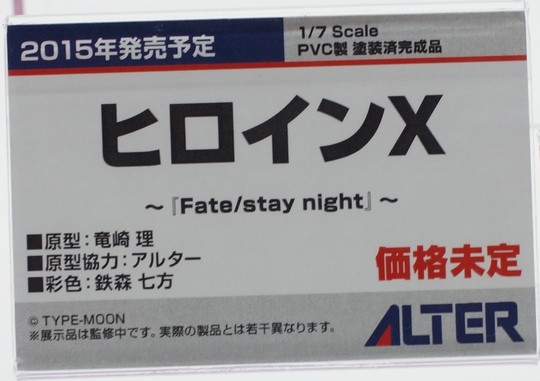 2015年発売予定
1/7 Scale
PVC製 塗装済完成品
ヒロインX
～『Fate/stay night』～
■原型：竜崎 理
■原型協力：アルター
■彩色：鉄森 七方
価格未定
© TYPE-MOON
※展示品は監修中です。実際の製品とは若干異なります。
ALTER